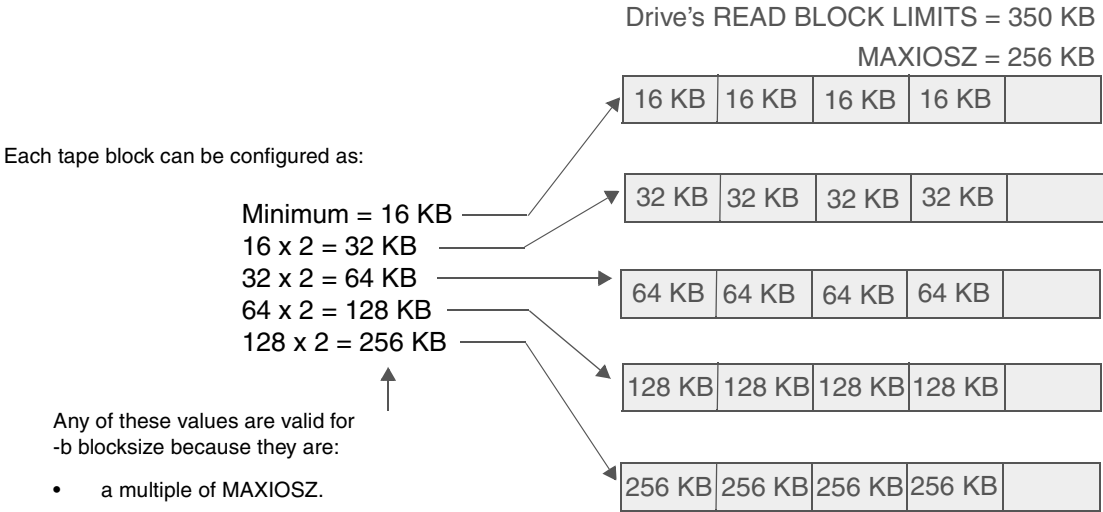 Drive's READ BLOCK LIMITS = 350 KB
MAXIOSZ = 256 KB
16 KB 16 KB 16 KB 16 KB
Each tape block can be configured as:
32 KB 32 KB 32 KB 32 KB
Minimum = 16 KB
16 x 2 = 32 KB
32 x 2 = 64 KB
64 x 2 = 128 KB
128 x 2 = 256 KB
64 KB 64 KB 64 KB 64 KB
128 KB 128 KB 128 KB 128 KB
Any of these values are valid for
-b blocksize because they are:
• a multiple of MAXIOSZ.
256 KB 256 KB 256 KB 256 KB